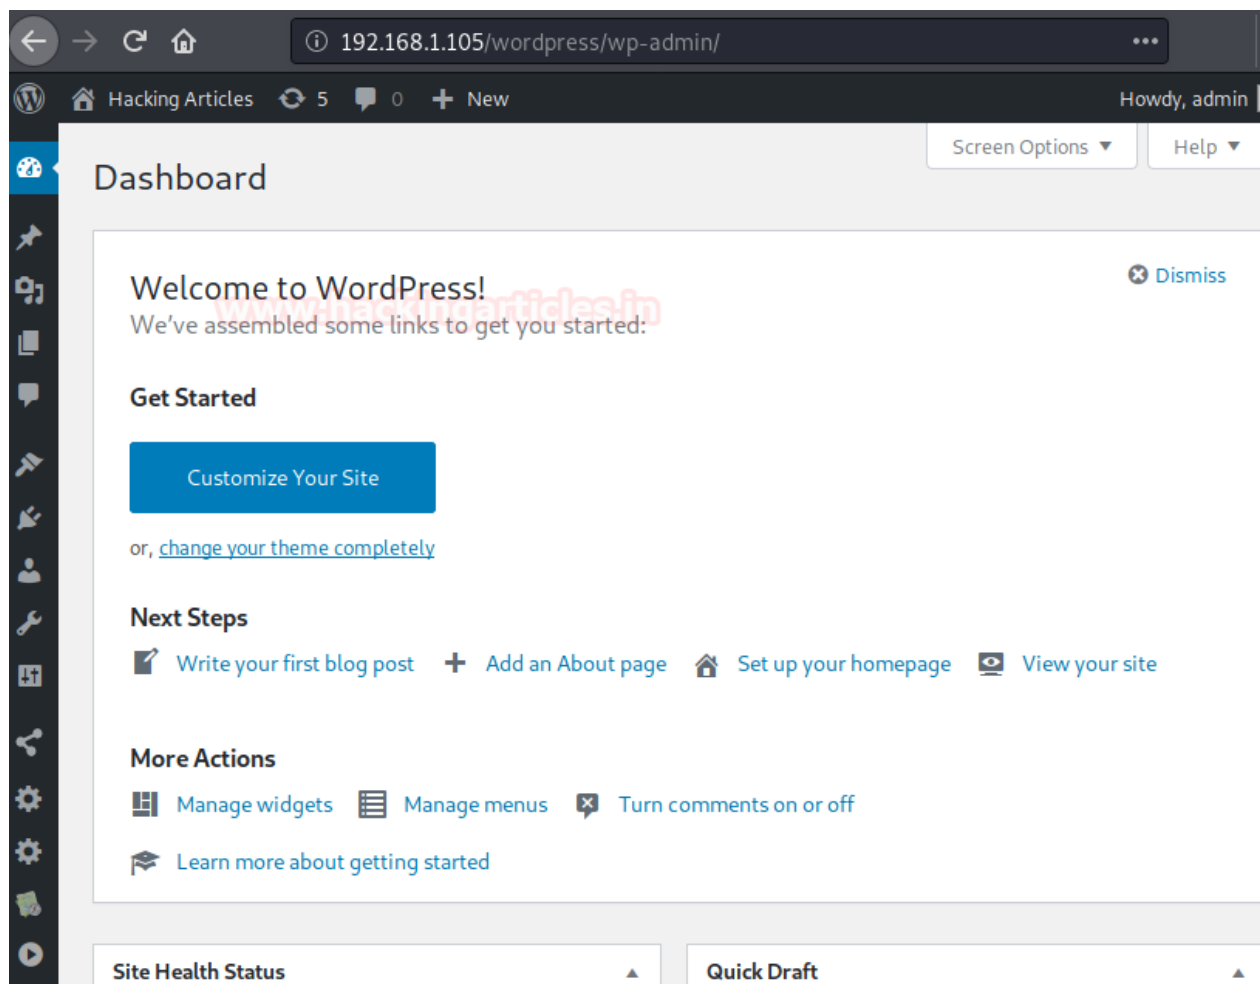 192.168.1.105/wordpress/wp-admin/
Hacking Articles 5 0 New Howdy, admin
Screen Options Help
Dashboard
Welcome to WordPress!
Dismiss
www.hackingarticles.in
We've assembled some links to get you started:
Get Started
Customize Your Site
or, change your theme completely
Next Steps
Write your first blog post Add an About page Set up your homepage View your site
More Actions
Manage widgets Manage menus Turn comments on or off
Learn more about getting started
Site Health Status Quick Draft